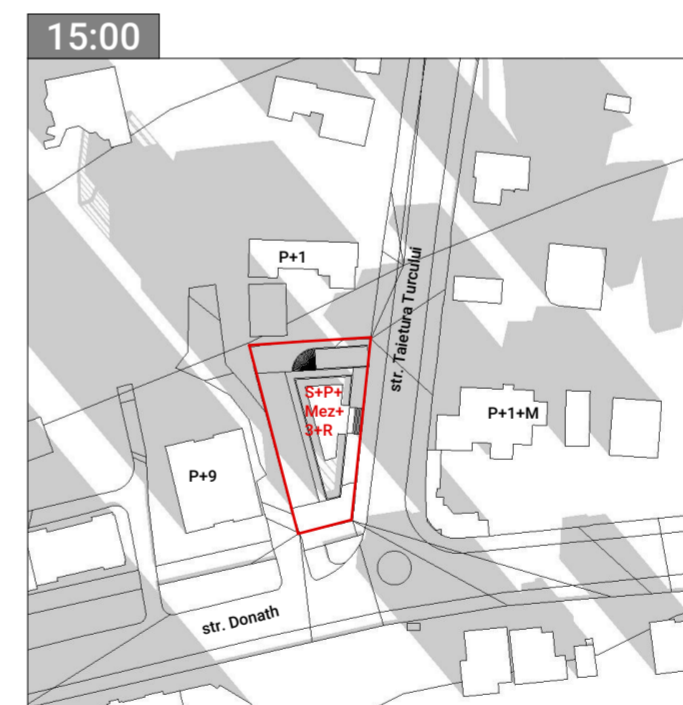 15:00
P+1
str. Taietura Turcului
S+P+
Mez+
3+R
P+1+M
P+9
str. Donath